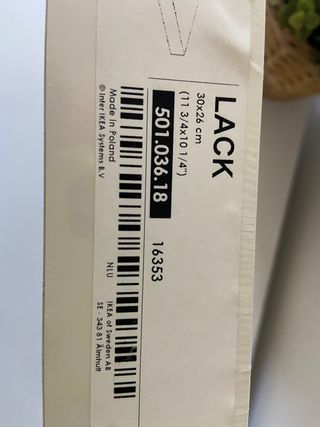 LACK
30x26 cm
(11 3/4x10 1/4")
501.036.18 16353
Made in Poland
© Inter IKEA Systems B.V
NLU
IKEA of Sweden AB
SE - 343 81 Älmhult